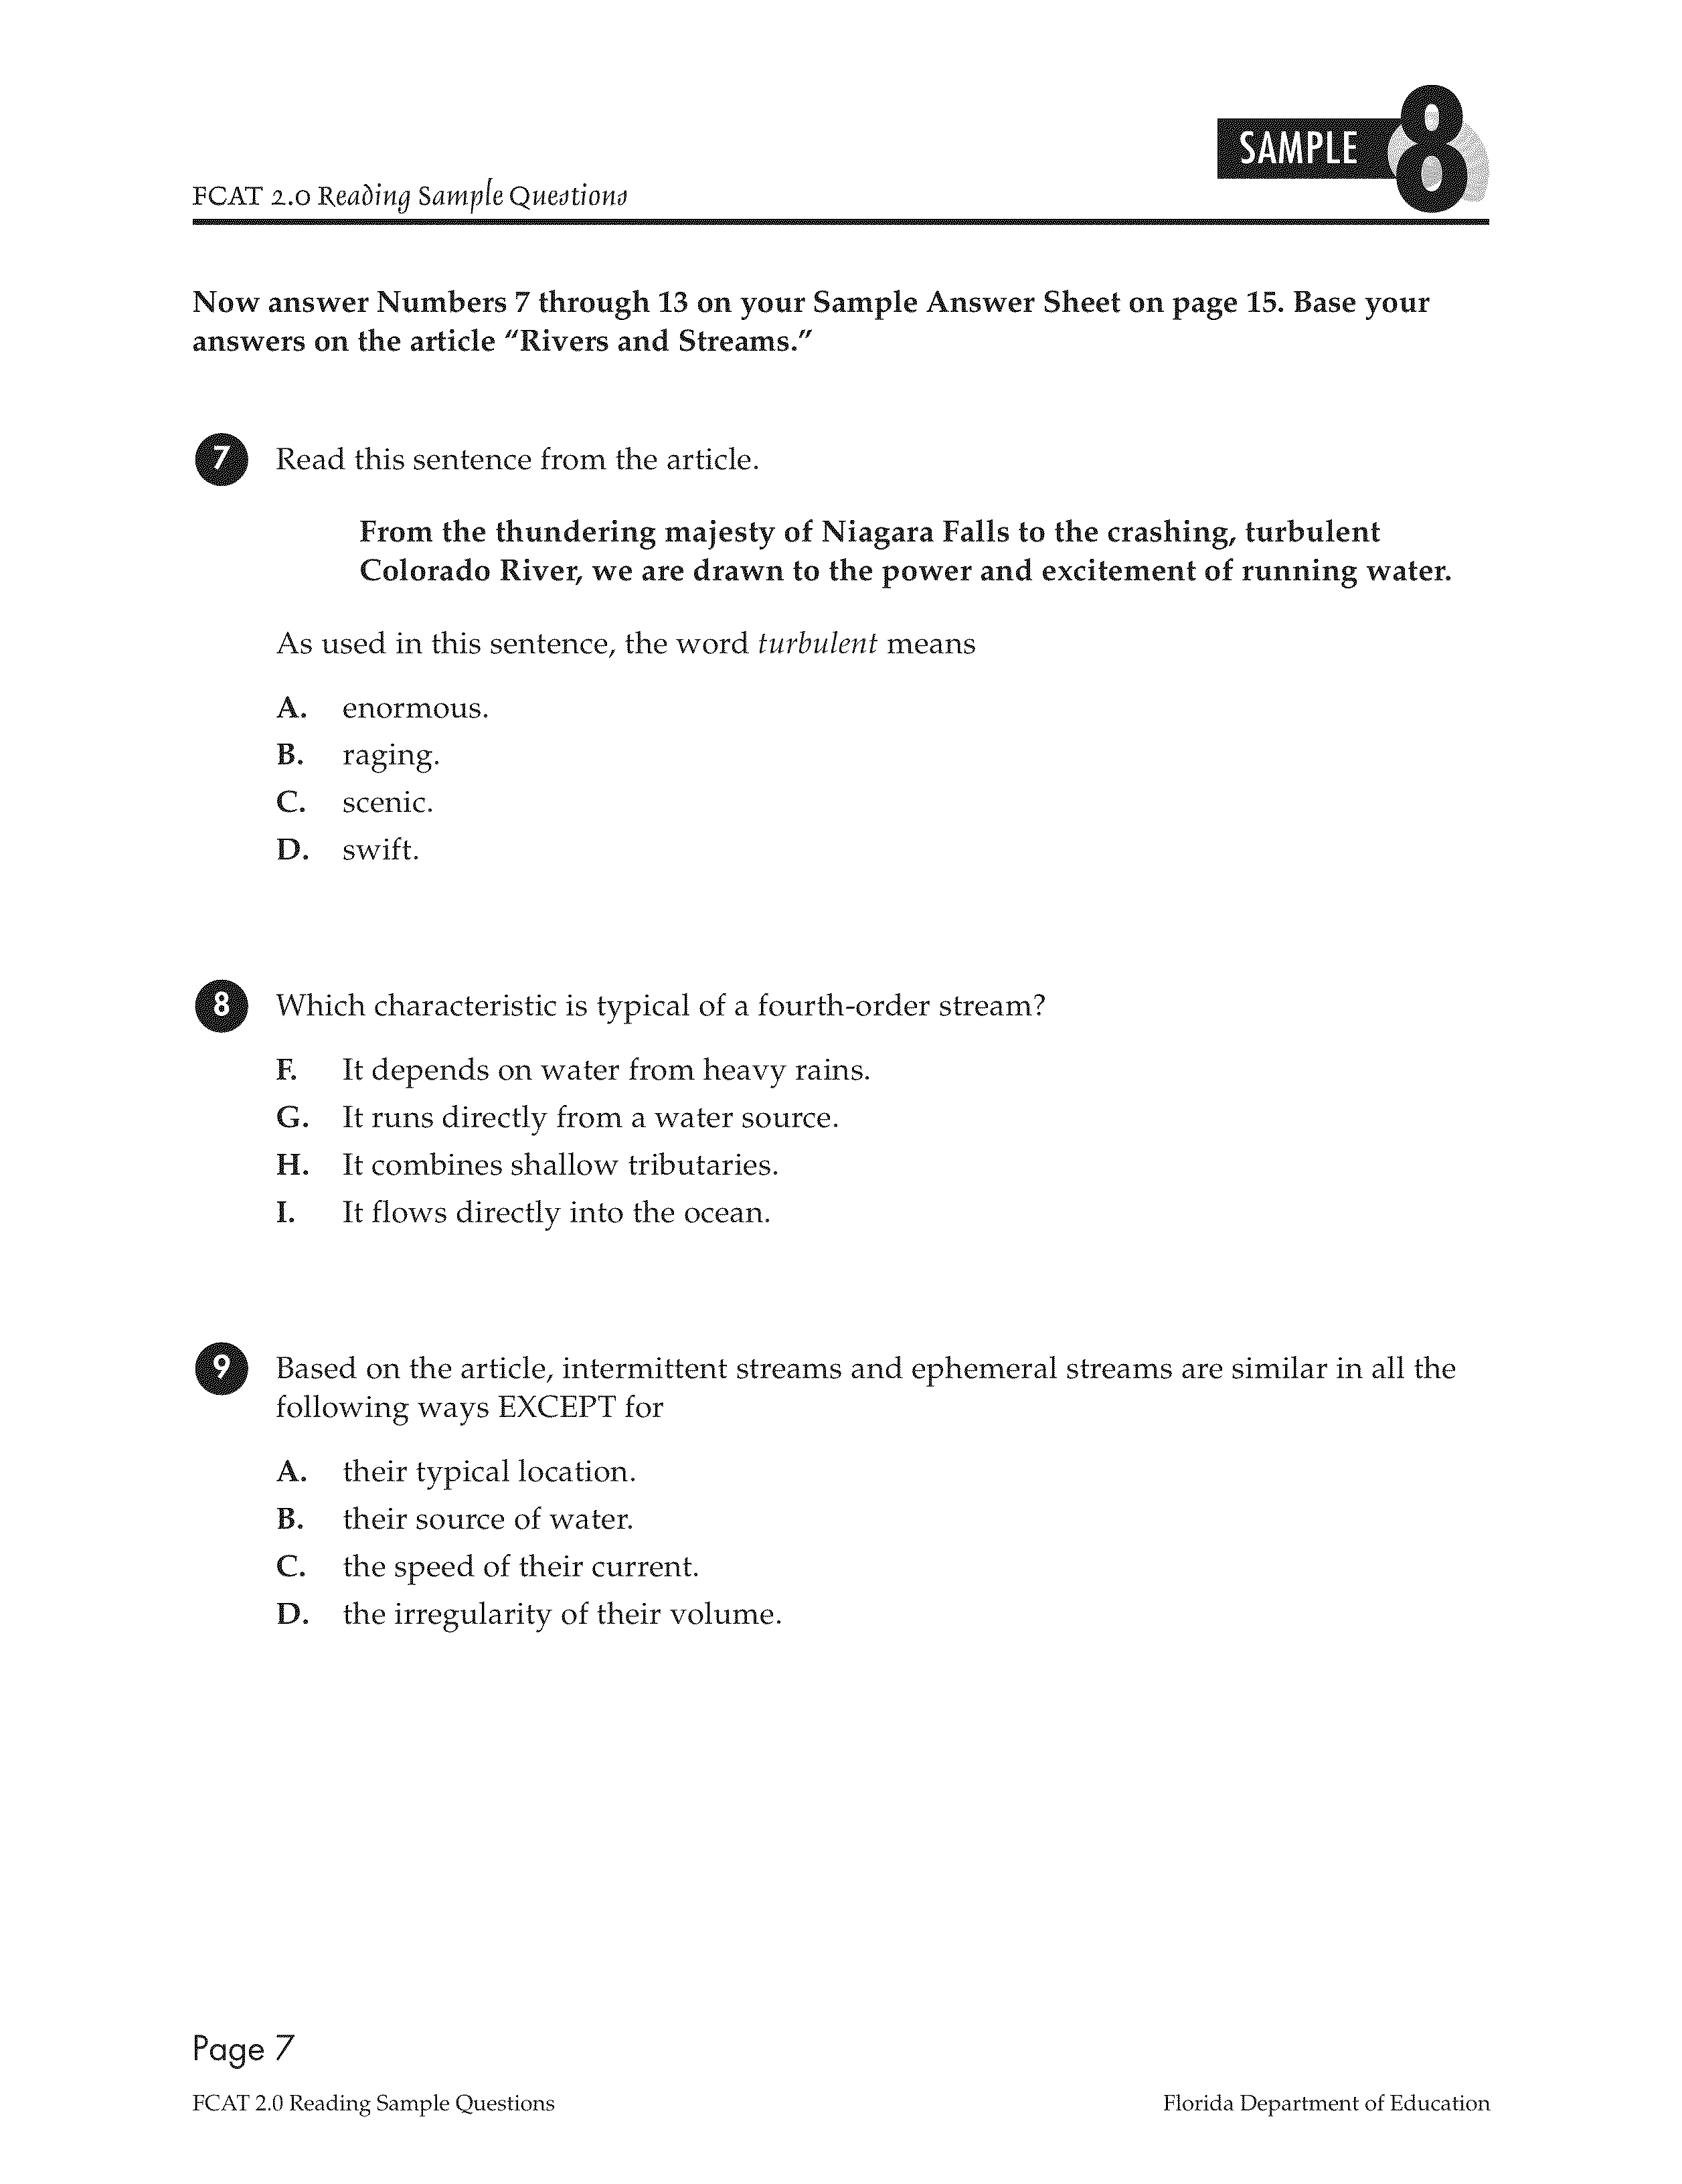 SAMPLE 8
FCAT 2.0 Reading Sample Questions
Now answer Numbers 7 through 13 on your Sample Answer Sheet on page 15. Base your
answers on the article “Rivers and Streams.”
7 Read this sentence from the article.
From the thundering majesty of Niagara Falls to the crashing, turbulent
Colorado River, we are drawn to the power and excitement of running water.
As used in this sentence, the word turbulent means
A. enormous.
B. raging.
C. scenic.
D. swift.
8 Which characteristic is typical of a fourth-order stream?
F. It depends on water from heavy rains.
G. It runs directly from a water source.
H. It combines shallow tributaries.
I. It flows directly into the ocean.
9 Based on the article, intermittent streams and ephemeral streams are similar in all the
following ways EXCEPT for
A. their typical location.
B. their source of water.
C. the speed of their current.
D. the irregularity of their volume.
Page 7
FCAT 2.0 Reading Sample Questions
Florida Department of Education